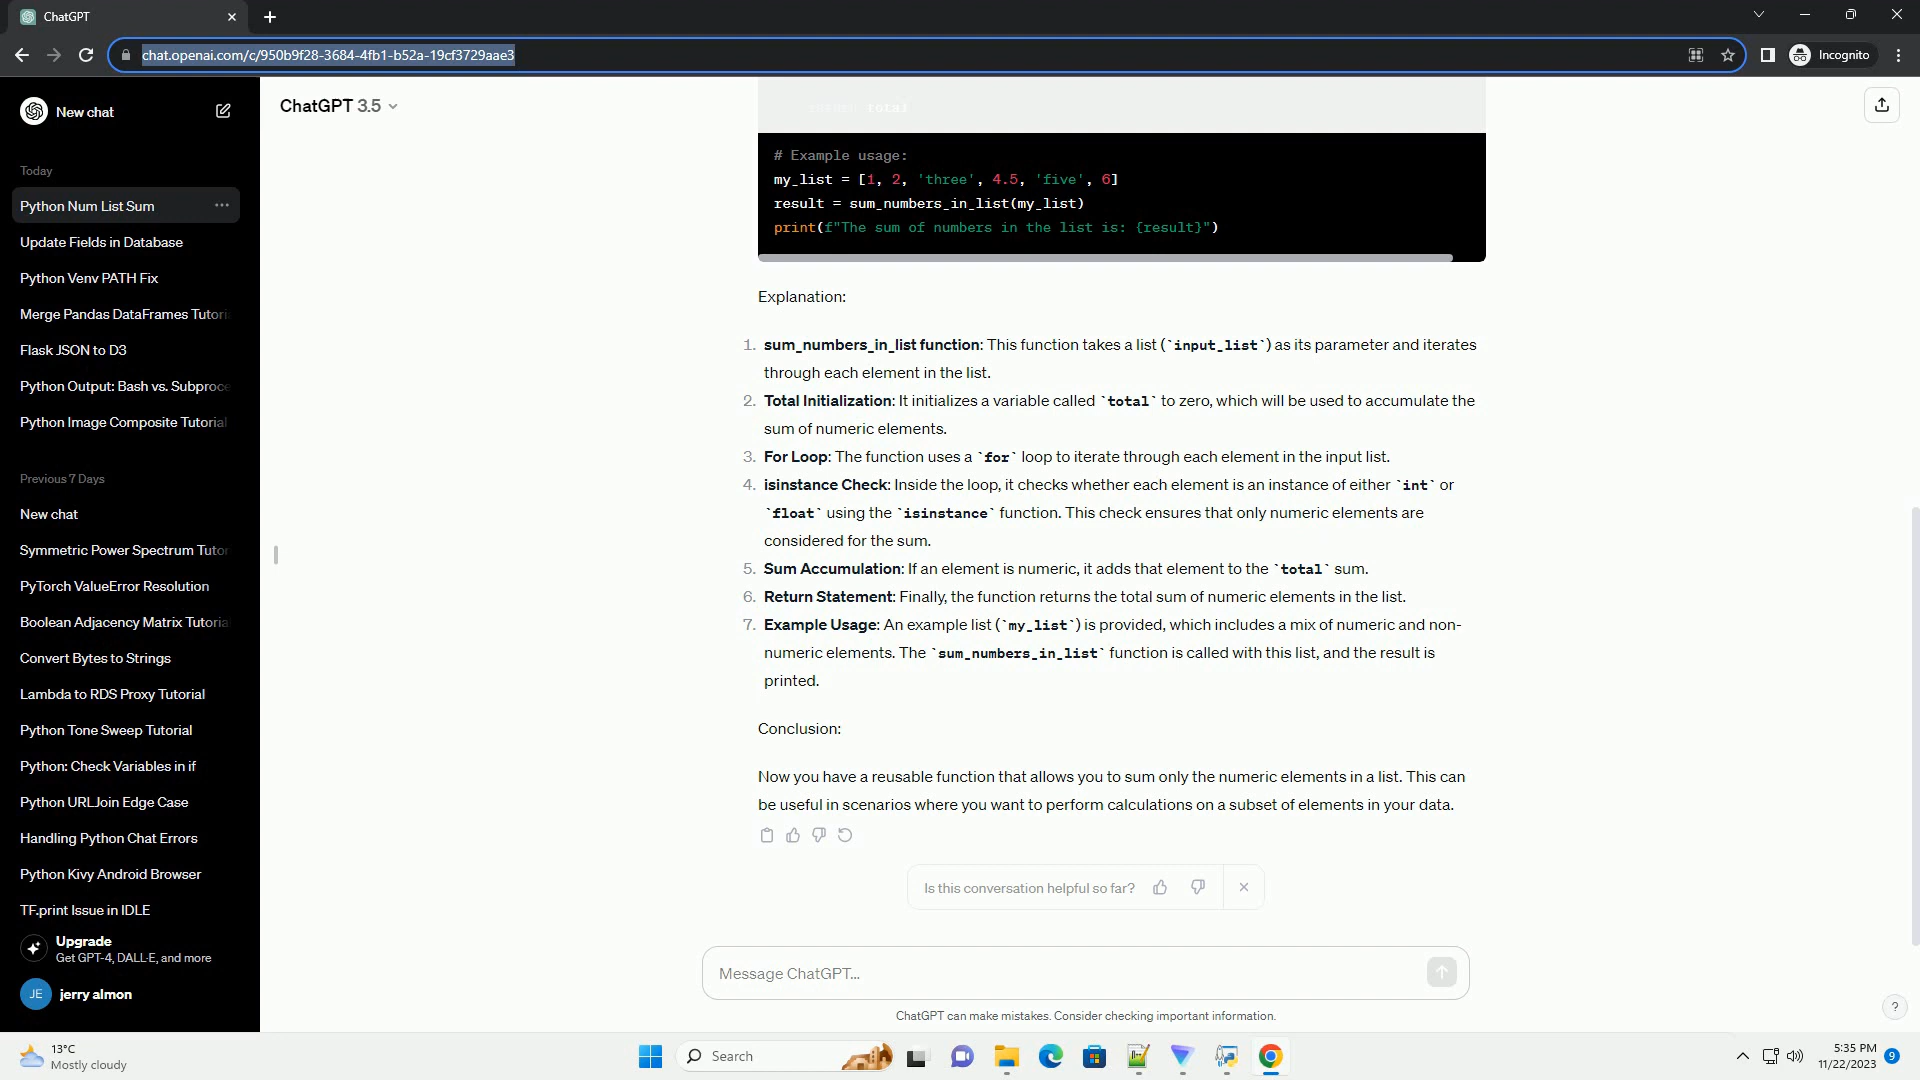 ChatGPT
chat.openai.com/c/950b9f28-3684-4fb1-b52a-19cf3729aae3
Incognito
New chat
Today
Python Num List Sum
Update Fields in Database
Python Venv PATH Fix
Merge Pandas DataFrames Tutori
Flask JSON to D3
Python Output: Bash vs. Subproce
Python Image Composite Tutorial
Previous 7 Days
New chat
Symmetric Power Spectrum Tutor
PyTorch ValueError Resolution
Boolean Adjacency Matrix Tutoria
Convert Bytes to Strings
Lambda to RDS Proxy Tutorial
Python Tone Sweep Tutorial
Python: Check Variables in if
Python URLJoin Edge Case
Handling Python Chat Errors
Python Kivy Android Browser
TF.print Issue in IDLE
Upgrade
Get GPT-4, DALL·E, and more
JE jerry almon
ChatGPT 3.5
return total
# Example usage:
my_list = [1, 2, 'three', 4.5, 'five', 6]
result = sum_numbers_in_list(my_list)
print(f"The sum of numbers in the list is: {result}")
Explanation:
1. sum_numbers_in_list function: This function takes a list (`input_list`) as its parameter and iterates
through each element in the list.
2. Total Initialization: It initializes a variable called `total` to zero, which will be used to accumulate the
sum of numeric elements.
3. For Loop: The function uses a `for` loop to iterate through each element in the input list.
4. isinstance Check: Inside the loop, it checks whether each element is an instance of either `int` or
`float` using the `isinstance` function. This check ensures that only numeric elements are
considered for the sum.
5. Sum Accumulation: If an element is numeric, it adds that element to the `total` sum.
6. Return Statement: Finally, the function returns the total sum of numeric elements in the list.
7. Example Usage: An example list (`my_list`) is provided, which includes a mix of numeric and non-
numeric elements. The `sum_numbers_in_list` function is called with this list, and the result is
printed.
Conclusion:
Now you have a reusable function that allows you to sum only the numeric elements in a list. This can
be useful in scenarios where you want to perform calculations on a subset of elements in your data.
Is this conversation helpful so far?
Message ChatGPT...
ChatGPT can make mistakes. Consider checking important information.
?
13°C
Mostly cloudy
Search
5:35 PM
11/22/2023
9